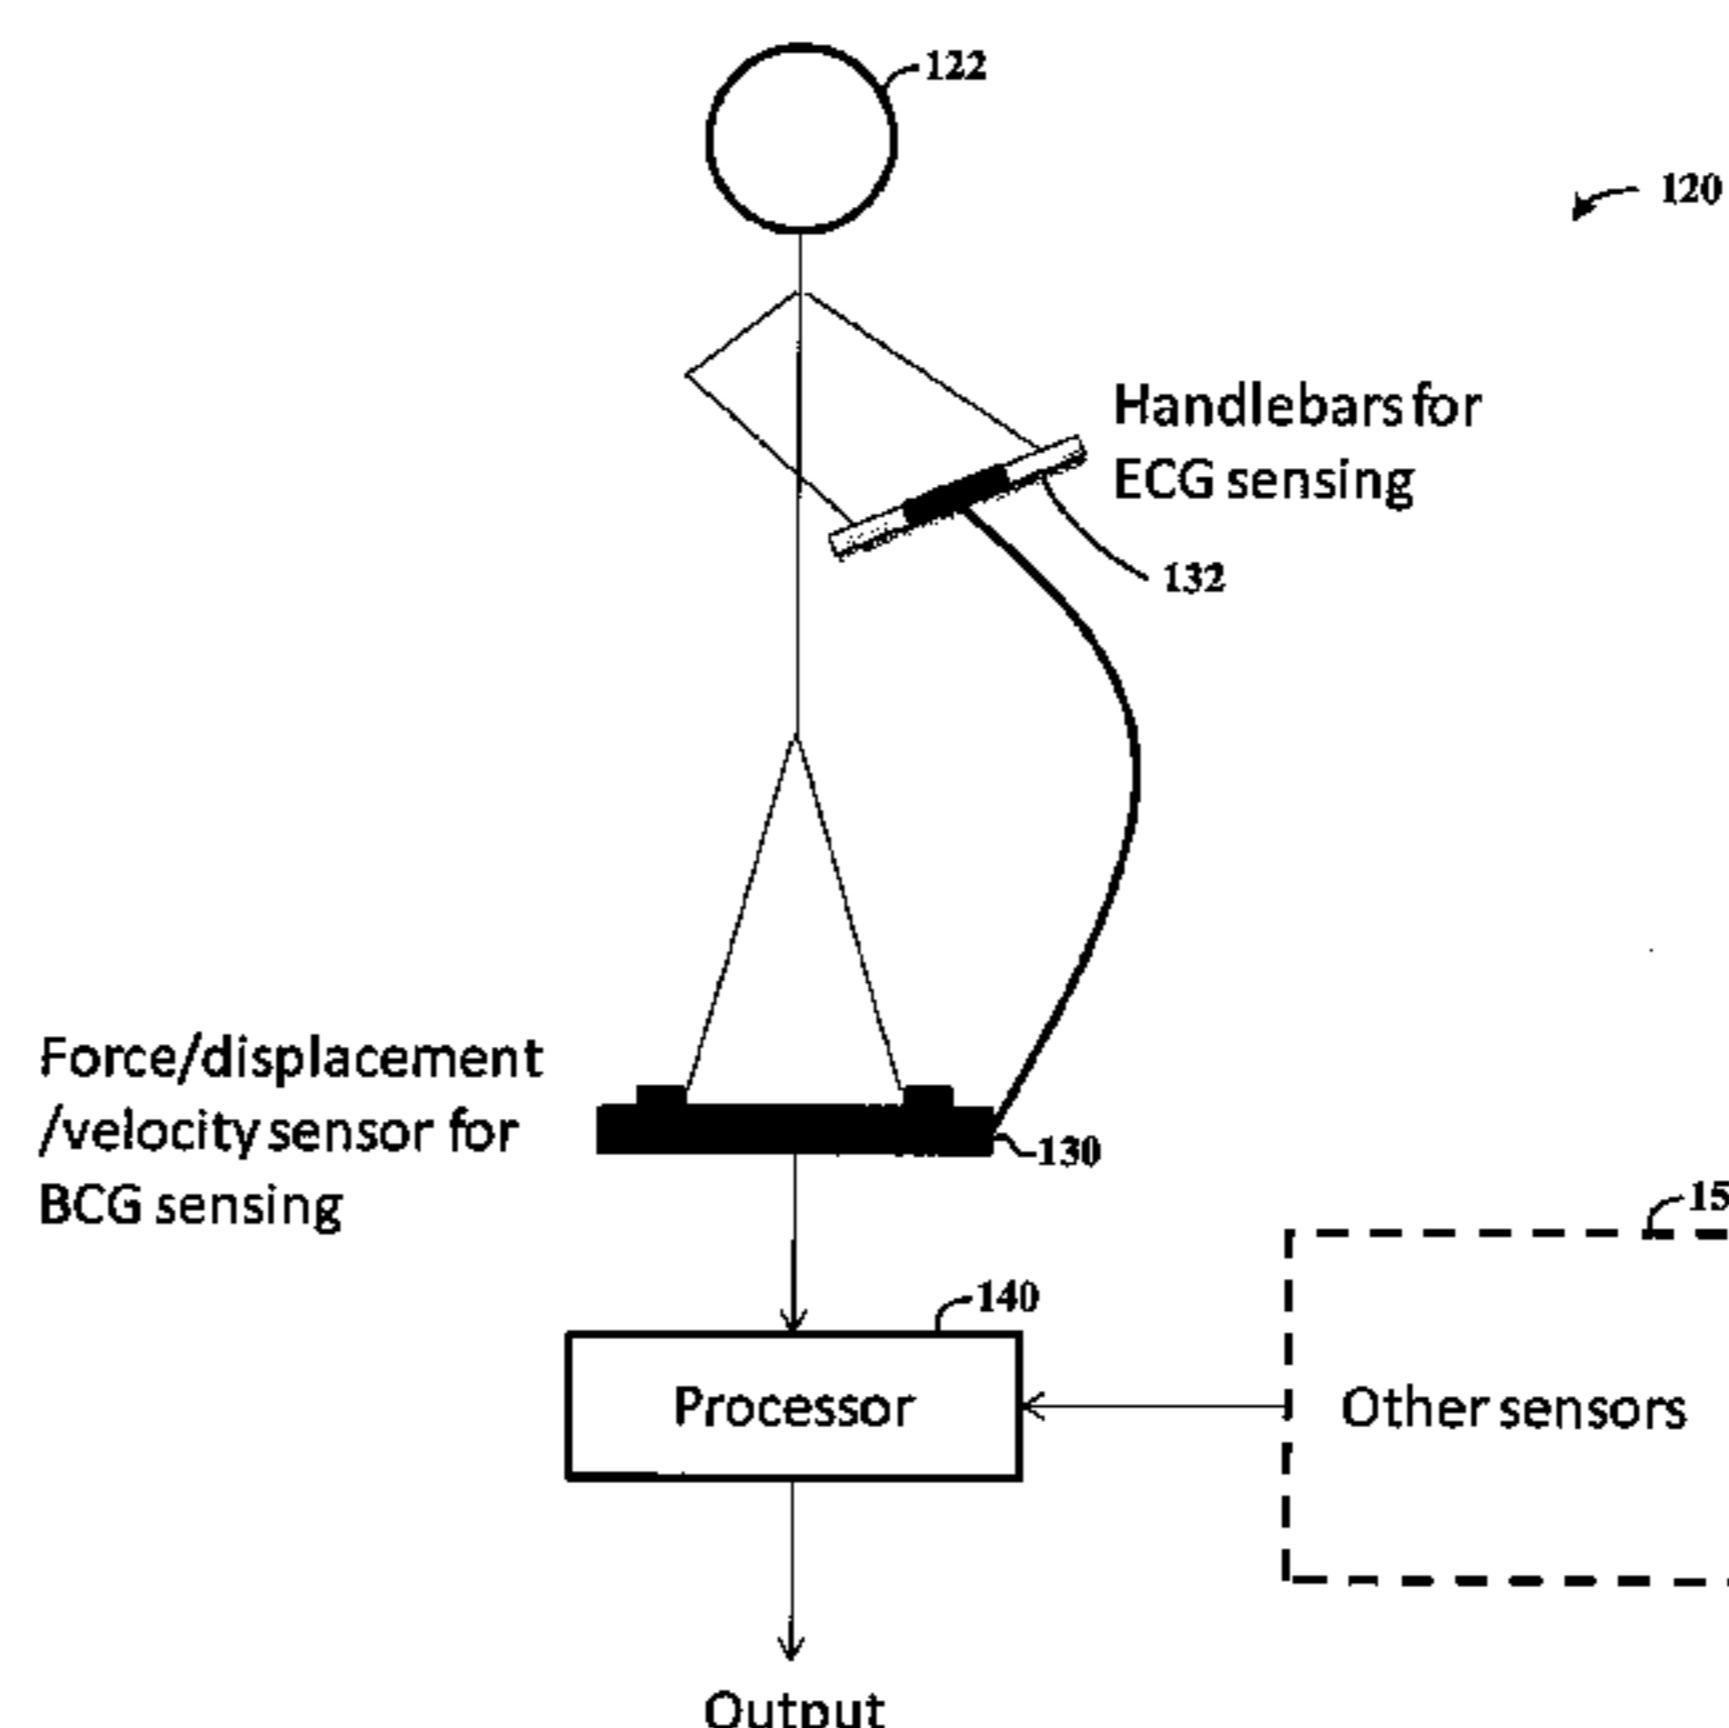 122
120
Handlebars for
ECG sensing
132
Force/displacement
/velocity sensor for
BCG sensing
130
15
140
Processor
Other sensors
Output